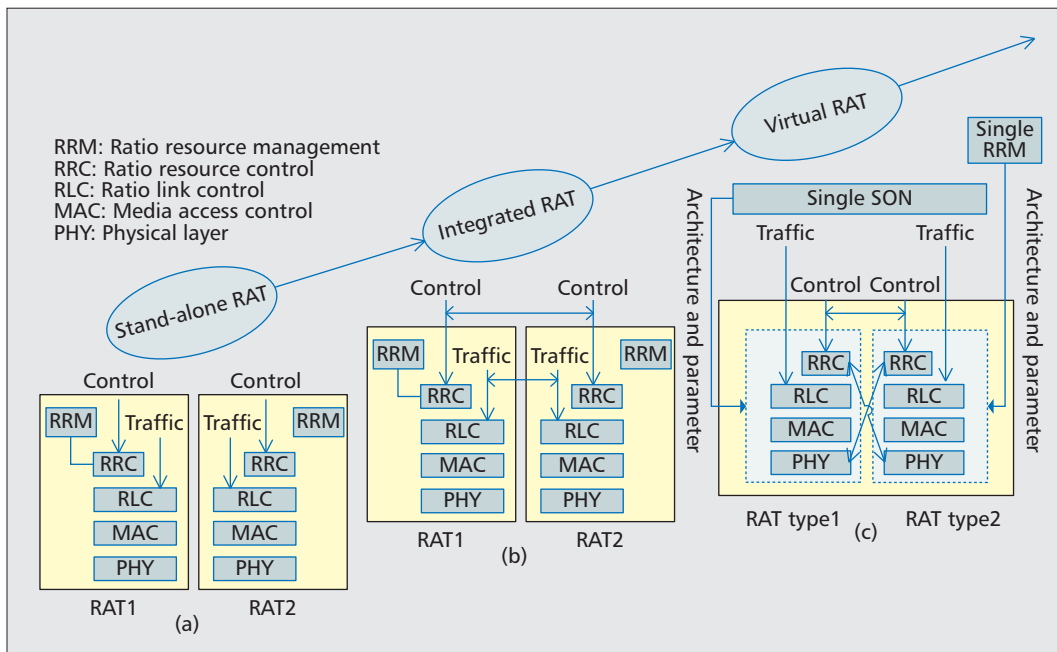 RRM: Ratio resource management
RRC: Ratio resource control
RLC: Ratio link control
MAC: Media access control
PHY: Physical layer
Stand-alone RAT
Integrated RAT
Virtual RAT
Control
RRM
Traffic
RRC
RLC
MAC
PHY
RAT1
Traffic
RRM
RRC
RLC
MAC
PHY
RAT2
(a)
Control
Control
RRM
Traffic
RRC
RLC
MAC
PHY
RAT1
Traffic
RRM
RRC
RLC
MAC
PHY
RAT2
(b)
Single
RRM
Single SON
Architecture and parameter
Architecture and parameter
Traffic
Traffic
Control
Control
RRC
RLC
MAC
PHY
RRC
RLC
MAC
PHY
RAT type1
RAT type2
(c)